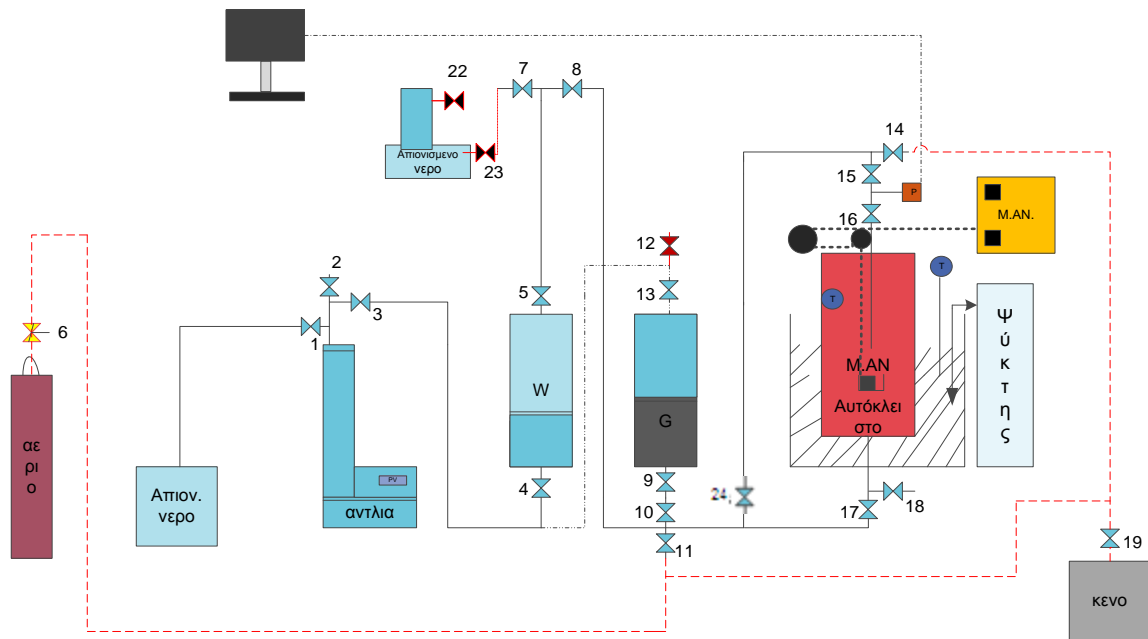 22
7
8
Απιονισμενο
νερο
23
14
15
P
16
Μ.ΑΝ.
12
T
2
13
5
3
T
6
1
Ψ
ύ
κ
τ
η
ς
W
Μ.ΑΝ
Αυτόκλει
στο
G
αε
ρι
ο
PV
4
9
Απιον.
νερο
αντλια
24,
10
17
18
11
19
κενο